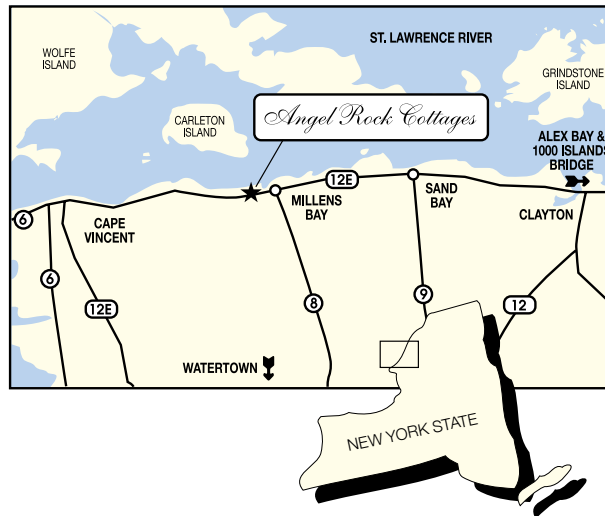 ST. LAWRENCE RIVER
WOLFE
ISLAND
GRINDSTONE
ISLAND
CARLETON
ISLAND
Angel Rock Cottages
ALEX BAY &
1000 ISLANDS
BRIDGE
12E
MILLENS
BAY
SAND
BAY
CLAYTON
6
CAPE
VINCENT
6
12E
8
9
12
WATERTOWN
NEW YORK STATE